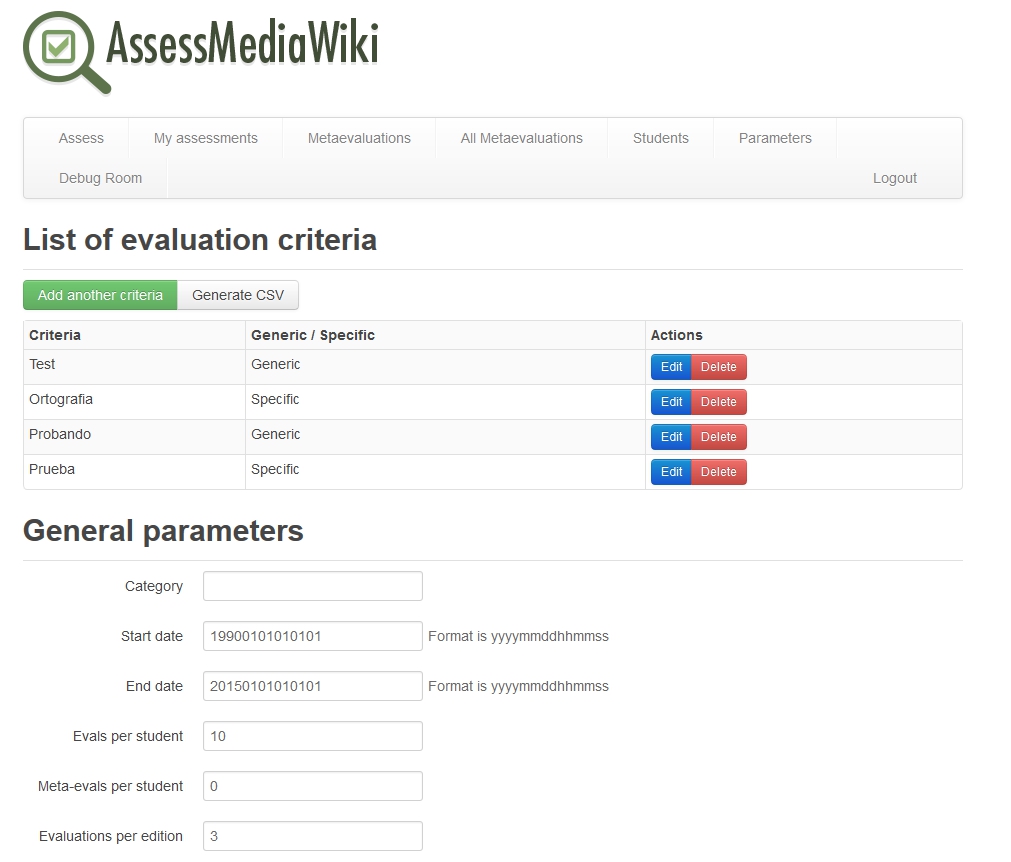 AssessMediaWiki
Assess My assessments Metaevaluations All Metaevaluations Students Parameters
Debug Room Logout
List of evaluation criteria
Add another criteria Generate CSV
Criteria Generic / Specific Actions
Test Generic Edit Delete
Ortografia Specific Edit Delete
Probando Generic Edit Delete
Prueba Specific Edit Delete
General parameters
Category
Start date 19900101010101 Format is yyyymmddhhmmss
End date 20150101010101 Format is yyyymmddhhmmss
Evals per student 10
Meta-evals per student 0
Evaluations per edition 3